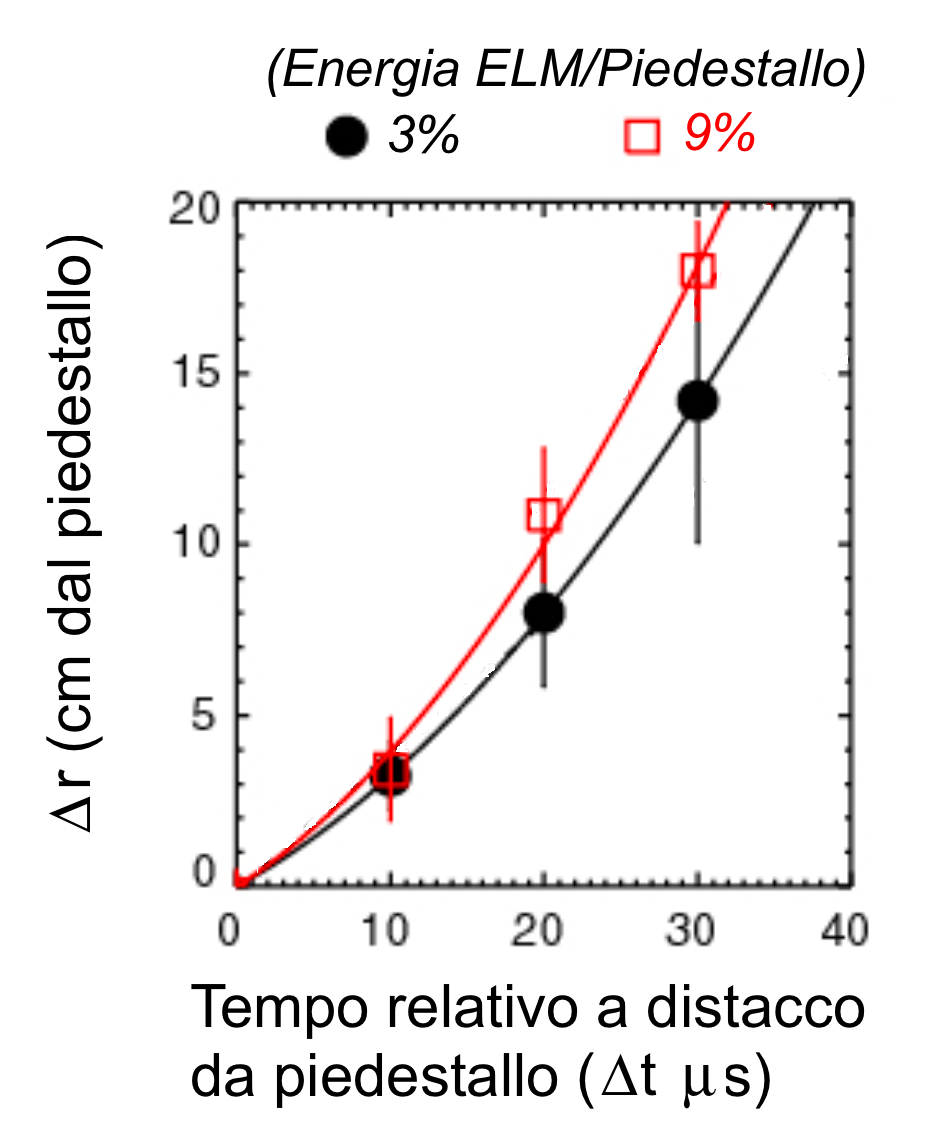 (Energia ELM/Piedestallo)
3% 9%
20
15
10
5
0
0 10 20 30 40
Δr (cm dal piedestallo)
Tempo relativo a distacco
da piedestallo (Δt μs)